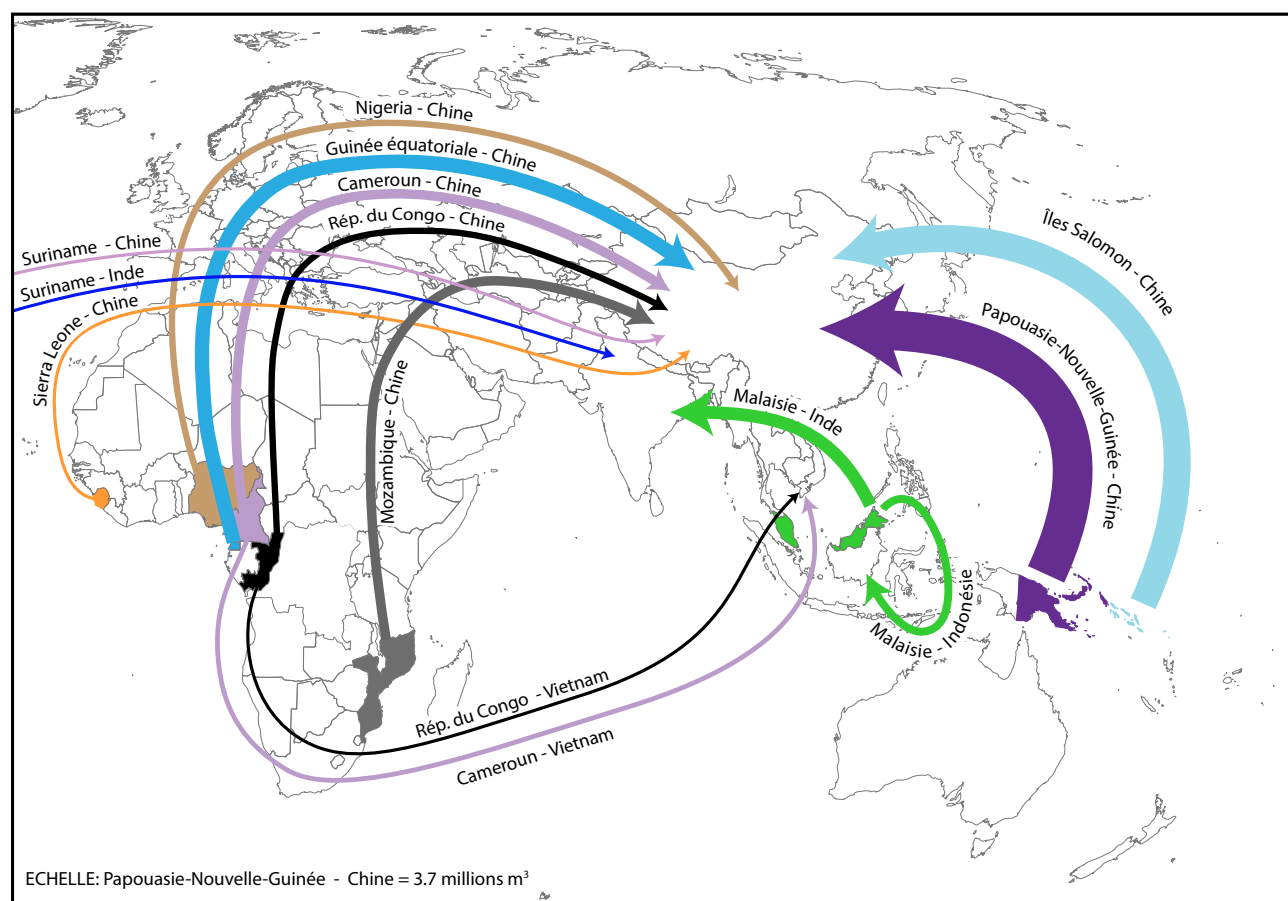 Nigeria - Chine
Guinée équatoriale - Chine
Cameroun - Chine
Rép. du Congo - Chine
Suriname - Chine
Suriname - Inde
Sierra Leone - Chine
Mozambique - Chine
Îles Salomon - Chine
Papouasie-Nouvelle-Guinée - Chine
Malaisie - Inde
Malaisie - Indonésie
Rép. du Congo - Vietnam
Cameroun - Vietnam
ECHELLE: Papouasie-Nouvelle-Guinée - Chine = 3.7 millions m³